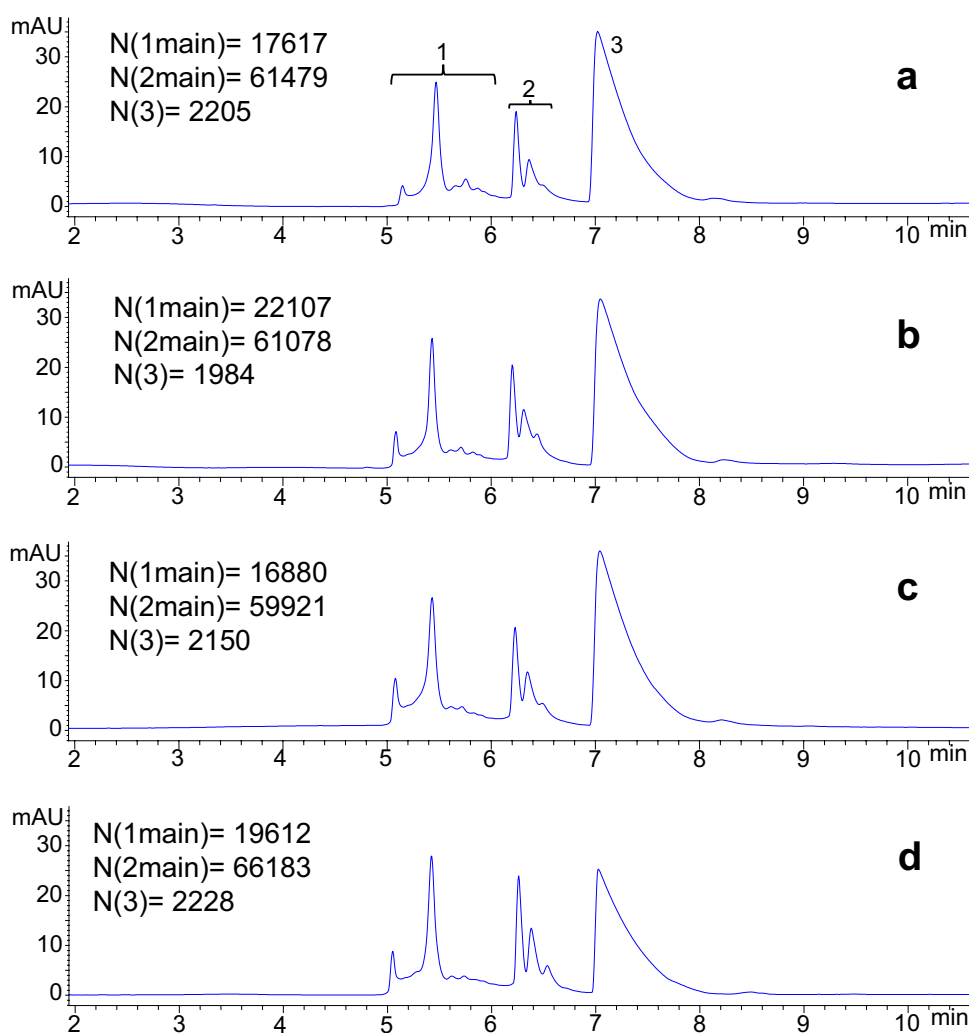 mAU
N(1main)= 17617
N(2main)= 61479
N(3)= 2205
1
2
3
a
30
20
10
0
2 3 4 5 6 7 8 9 10 min
mAU
N(1main)= 22107
N(2main)= 61078
N(3)= 1984
b
30
20
10
0
2 3 4 5 6 7 8 9 10 min
mAU
N(1main)= 16880
N(2main)= 59921
N(3)= 2150
c
30
20
10
0
2 3 4 5 6 7 8 9 10 min
mAU
N(1main)= 19612
N(2main)= 66183
N(3)= 2228
d
30
20
10
0
2 3 4 5 6 7 8 9 10 min